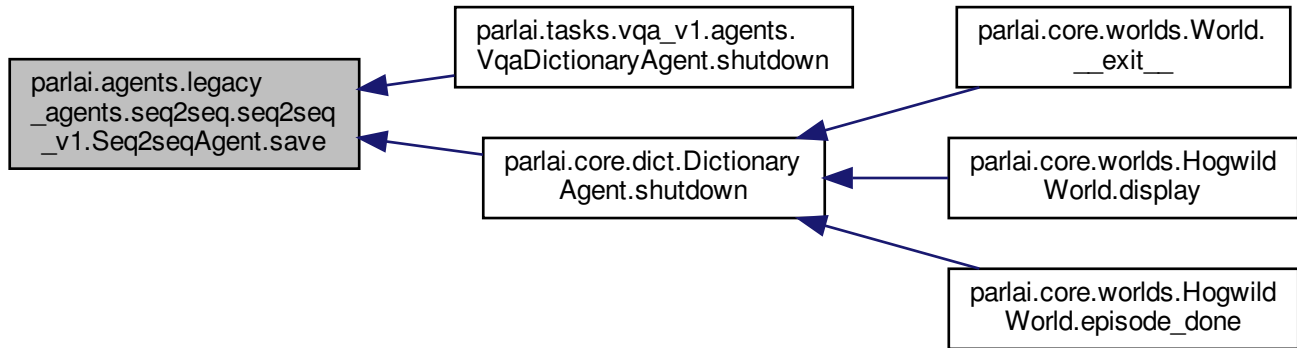 parlai.agents.legacy
_agents.seq2seq.seq2seq
_v1.Seq2seqAgent.save
parlai.tasks.vqa_v1.agents.
VqaDictionaryAgent.shutdown
parlai.core.dict.Dictionary
Agent.shutdown
parlai.core.worlds.World.
__exit__
parlai.core.worlds.Hogwild
World.display
parlai.core.worlds.Hogwild
World.episode_done